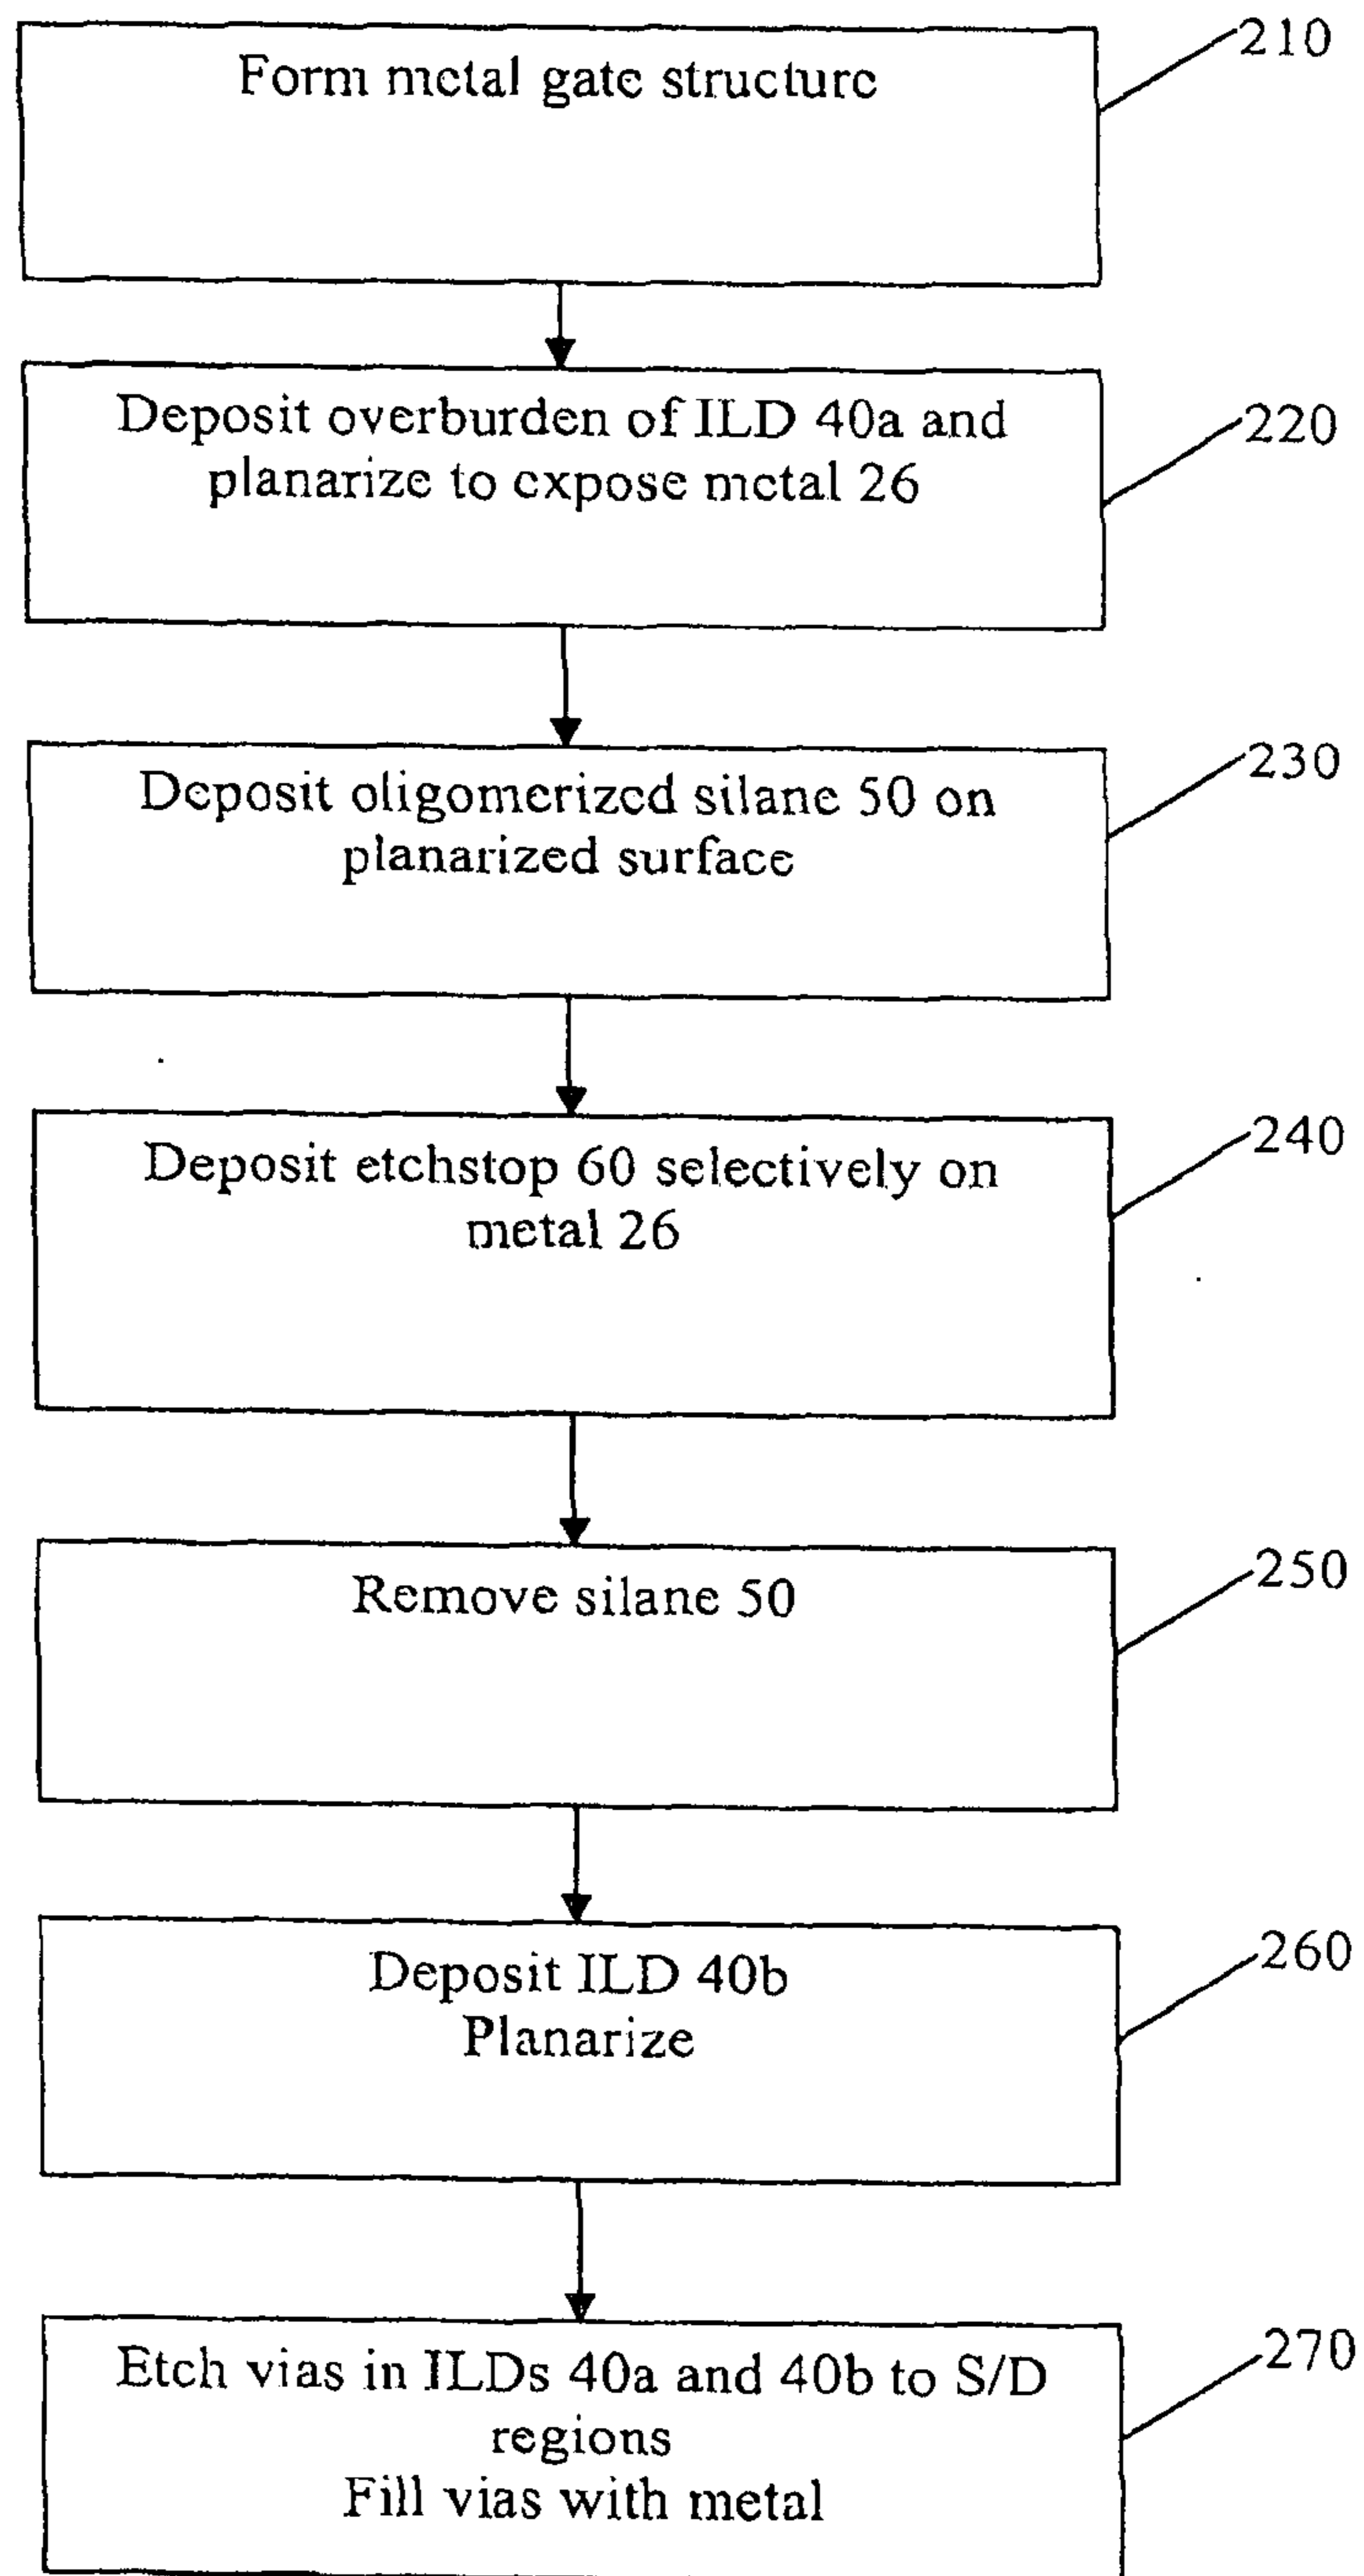 210
Form metal gate structure
220
Deposit overburden of ILD 40a and
planarize to expose metal 26
230
Deposit oligomerized silane 50 on
planarized surface
240
Deposit etchstop 60 selectively on
metal 26
250
Remove silane 50
260
Deposit ILD 40b
Planarize
270
Etch vias in ILDs 40a and 40b to S/D
regions
Fill vias with metal